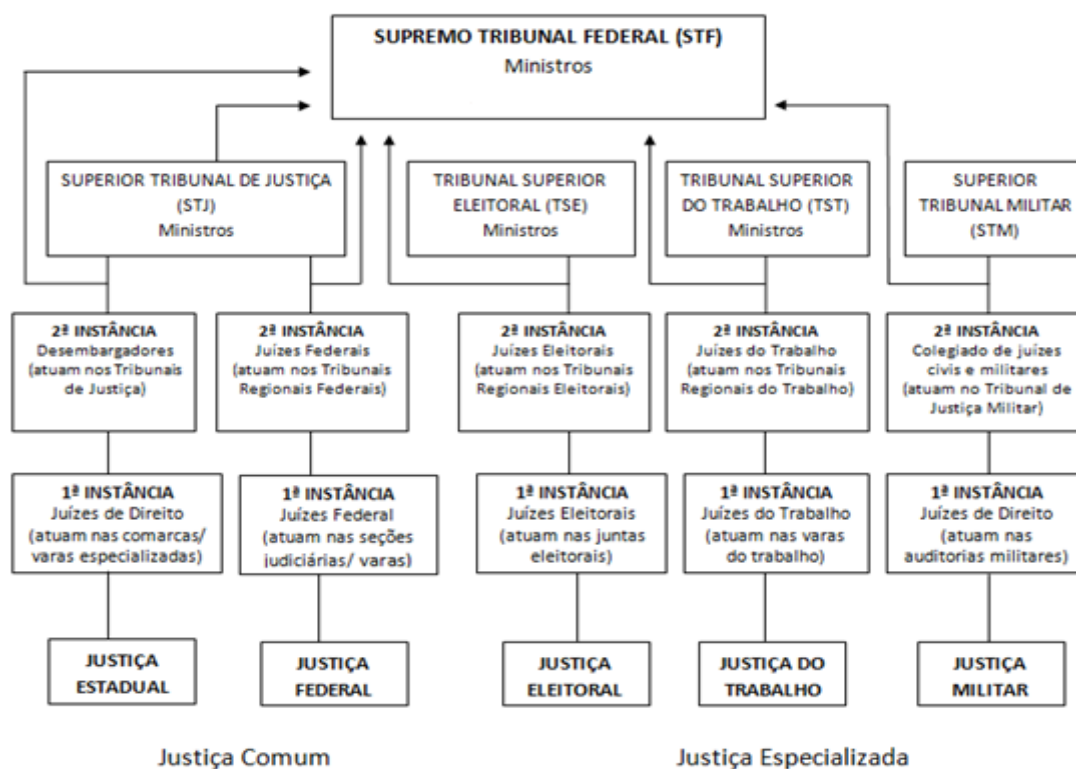 SUPREMO TRIBUNAL FEDERAL (STF)
Ministros
SUPERIOR TRIBUNAL DE JUSTIÇA
(STJ)
Ministros
TRIBUNAL SUPERIOR
ELEITORAL (TSE)
Ministros
TRIBUNAL SUPERIOR
DO TRABALHO (TST)
Ministros
SUPERIOR
TRIBUNAL MILITAR
(STM)
2ª INSTÂNCIA
Desembargadores
(atuam nos Tribunais
de Justiça)
2ª INSTÂNCIA
Juízes Federais
(atuam nos Tribunais
Regionais Federais)
2ª INSTÂNCIA
Juízes Eleitorais
(atuam nos Tribunais
Regionais Eleitorais)
2ª INSTÂNCIA
Juízes do Trabalho
(atuam nos Tribunais
Regionais do Trabalho)
2ª INSTÂNCIA
Colegiado de juízes
civis e militares
(atuam no Tribunal de
Justiça Militar)
1ª INSTÂNCIA
Juízes de Direito
(atuam nas comarcas/
varas especializadas)
1ª INSTÂNCIA
Juízes Federal
(atuam nas seções
judiciárias/ varas)
1ª INSTÂNCIA
Juízes Eleitorais
(atuam nas juntas
eleitorais)
1ª INSTÂNCIA
Juízes do Trabalho
(atuam nas varas
do trabalho)
1ª INSTÂNCIA
Juízes de Direito
(atuam nas
auditorias militares)
JUSTIÇA
ESTADUAL
JUSTIÇA
FEDERAL
JUSTIÇA
ELEITORAL
JUSTIÇA DO
TRABALHO
JUSTIÇA
MILITAR
Justiça Comum
Justiça Especializada